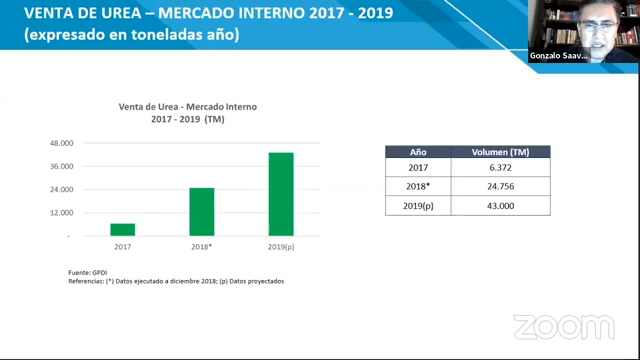 VENTA DE UREA – MERCADO INTERNO 2017 - 2019
(expresado en toneladas año)
Gonzalo Saav...
Venta de Urea - Mercado Interno
2017 - 2019 (TM)
48.000
36.000
24.000
12.000
-
2017 2018* 2019(p)
Año Volumen (TM)
2017 6.372
2018* 24.756
2019(p) 43.000
Fuente: GPDI
Referencias: (*) Datos ejecutado a diciembre 2018; (p) Datos proyectados
zoom